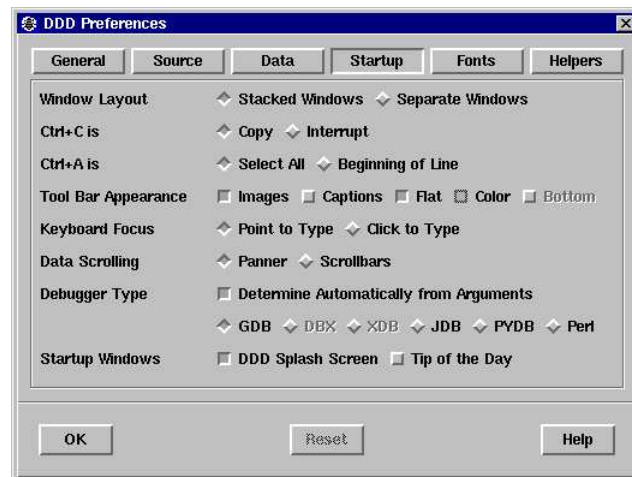 DDD Preferences
General Source Data Startup Fonts Helpers
Window Layout Stacked Windows Separate Windows
Ctrl+C is Copy Interrupt
Ctrl+A is Select All Beginning of Line
Tool Bar Appearance Images Captions Flat Color Bottom
Keyboard Focus Point to Type Click to Type
Data Scrolling Panner Scrollbars
Debugger Type Determine Automatically from Arguments
GDB DBX XDB JDB PYDB Perl
Startup Windows DDD Splash Screen Tip of the Day
OK Reset Help